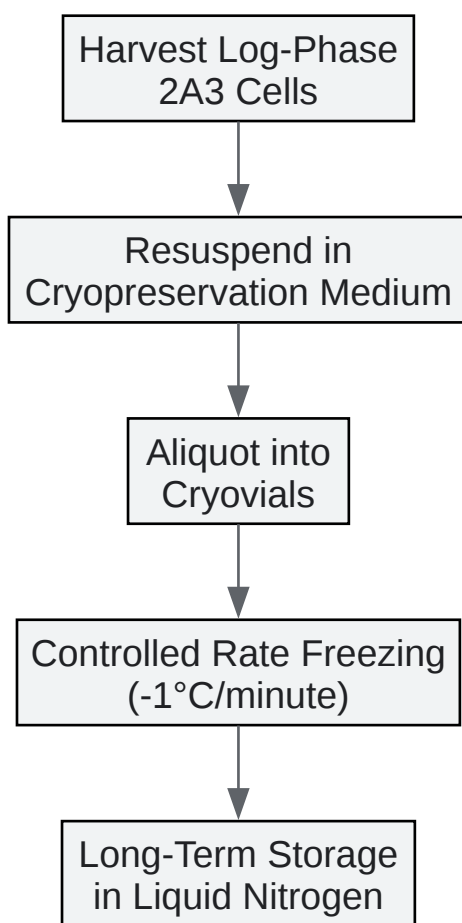 Harvest Log-Phase
2A3 Cells
Resuspend in
Cryopreservation Medium
Aliquot into
Cryovials
Controlled Rate Freezing
(-1°C/minute)
Long-Term Storage
in Liquid Nitrogen